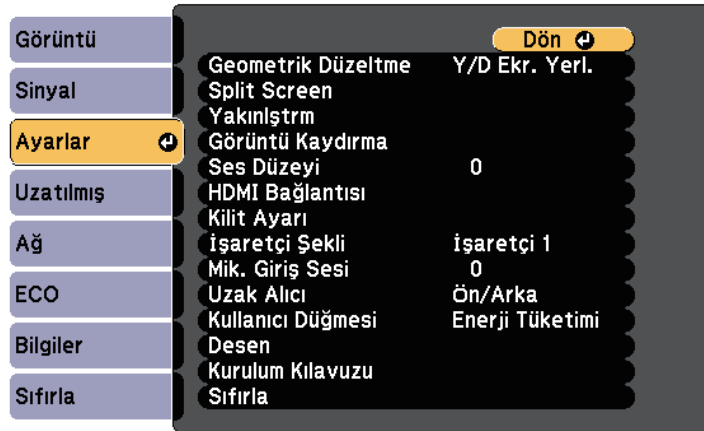 Görüntü
Sinyal
Ayarlar
Uzatılmış
Ağ
ECO
Bilgiler
Sıfırla
Dön
Geometrik Düzeltme Y/D Ekr. Yerl.
Split Screen
Yakınlştrm
Görüntü Kaydırma
Ses Düzeyi 0
HDMI Bağlantısı
Kilit Ayarı
İşaretçi Şekli İşaretçi 1
Mik. Giriş Sesi 0
Uzak Alıcı Ön/Arka
Kullanıcı Düğmesi Enerji Tüketimi
Desen
Kurulum Kılavuzu
Sıfırla